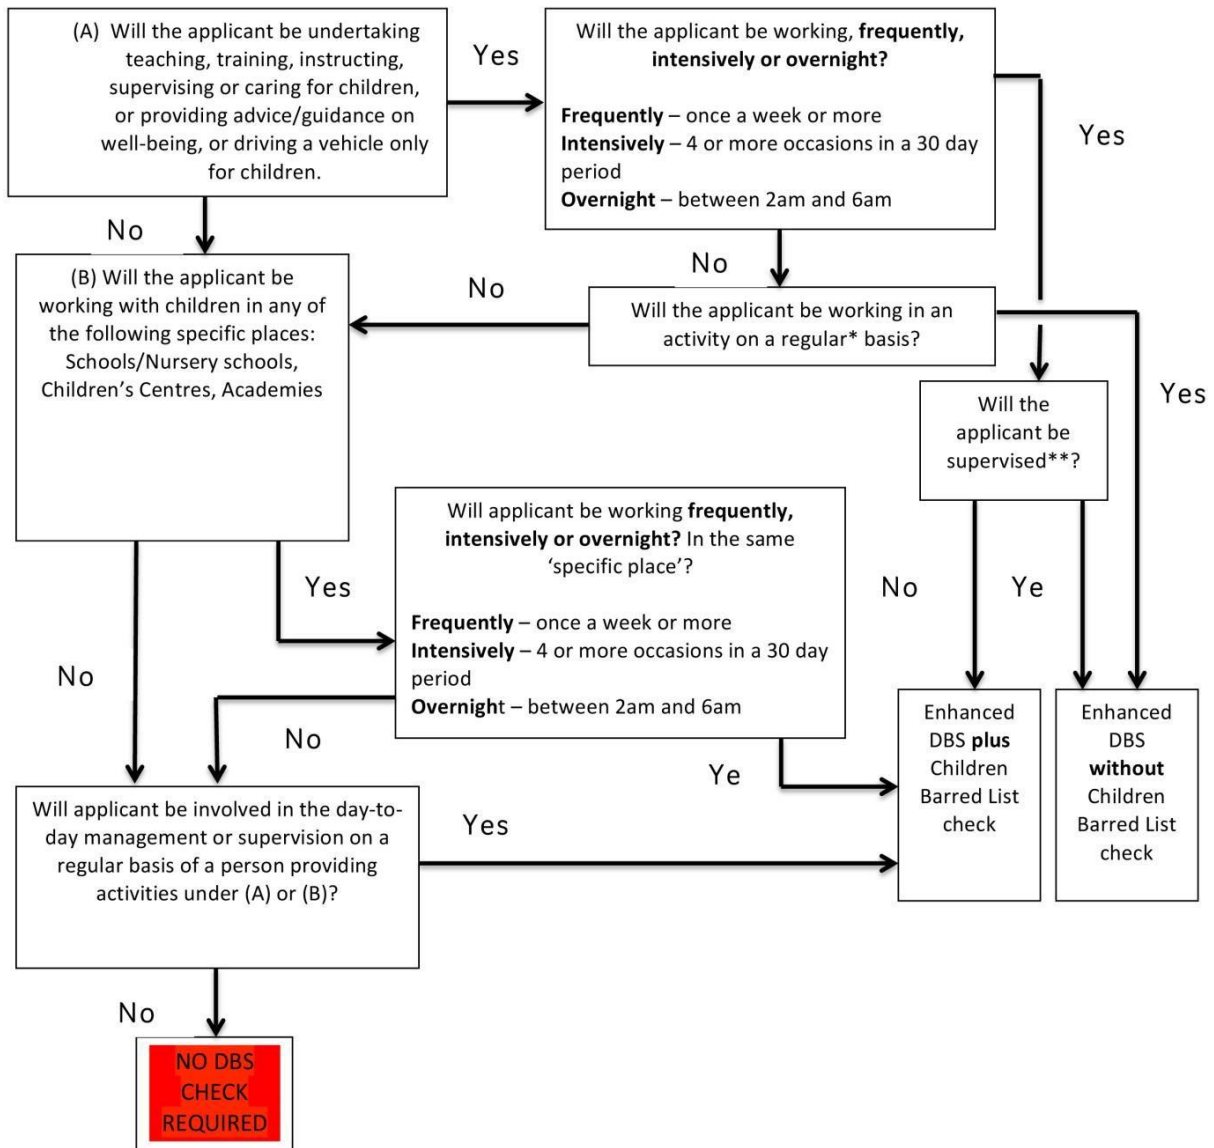 (A) Will the applicant be undertaking
teaching, training, instructing,
supervising or caring for children,
or providing advice/guidance on
well-being, or driving a vehicle only
for children.
Yes
Will the applicant be working, frequently,
intensively or overnight?
Frequently – once a week or more
Intensively – 4 or more occasions in a 30 day
period
Overnight – between 2am and 6am
Yes
No
No
(B) Will the applicant be
working with children in any of
the following specific places:
Schools/Nursery schools,
Children's Centres, Academies
No
Will the applicant be working in an
activity on a regular* basis?
Yes
Will the
applicant be
supervised**?
Will applicant be working frequently,
intensively or overnight? In the same
'specific place'?
Frequently – once a week or more
Intensively – 4 or more occasions in a 30 day
period
Overnight – between 2am and 6am
Yes
No
Ye
No
No
Ye
Enhanced
DBS plus
Children
Barred List
check
Enhanced
DBS
without
Children
Barred List
check
Will applicant be involved in the day-to-
day management or supervision on a
regular basis of a person providing
activities under (A) or (B)?
Yes
No
NO DBS
CHECK
REQUIRED